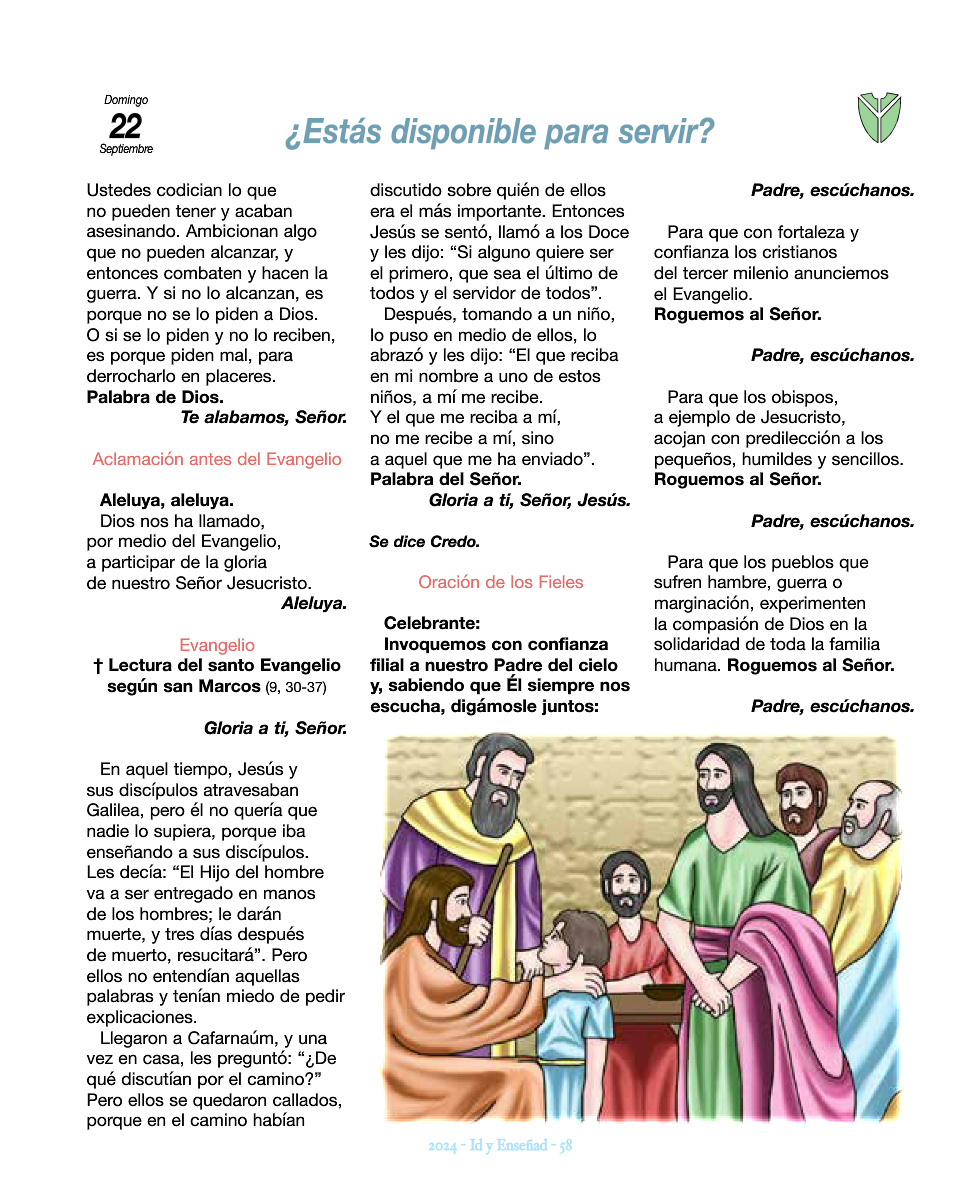 Domingo
22
Septiembre
¿Estás disponible para servir?
Ustedes codician lo que
no pueden tener y acaban
asesinando. Ambicionan algo
que no pueden alcanzar, y
entonces combaten y hacen la
guerra. Y si no lo alcanzan, es
porque no se lo piden a Dios.
O si se lo piden y no lo reciben,
es porque piden mal, para
derrocharlo en placeres.
Palabra de Dios.
Te alabamos, Señor.
Aclamación antes del Evangelio
Aleluya, aleluya.
Dios nos ha llamado,
por medio del Evangelio,
a participar de la gloria
de nuestro Señor Jesucristo.
Aleluya.
Evangelio
† Lectura del santo Evangelio
según san Marcos (9, 30-37)
Gloria a ti, Señor.
En aquel tiempo, Jesús y
sus discípulos atravesaban
Galilea, pero él no quería que
nadie lo supiera, porque iba
enseñando a sus discípulos.
Les decía: “El Hijo del hombre
va a ser entregado en manos
de los hombres; le darán
muerte, y tres días después
de muerto, resucitará”. Pero
ellos no entendían aquellas
palabras y tenían miedo de pedir
explicaciones.
Llegaron a Cafarnaúm, y una
vez en casa, les preguntó: “¿De
qué discutían por el camino?”
Pero ellos se quedaron callados,
porque en el camino habían
discutido sobre quién de ellos
era el más importante. Entonces
Jesús se sentó, llamó a los Doce
y les dijo: “Si alguno quiere ser
el primero, que sea el último de
todos y el servidor de todos”.
Después, tomando a un niño,
lo puso en medio de ellos, lo
abrazó y les dijo: “El que reciba
en mi nombre a uno de estos
niños, a mí me recibe.
Y el que me reciba a mí,
no me recibe a mí, sino
a aquel que me ha enviado”.
Palabra del Señor.
Gloria a ti, Señor, Jesús.
Se dice Credo.
Oración de los Fieles
Celebrante:
Invoquemos con confianza
filial a nuestro Padre del cielo
y, sabiendo que Él siempre nos
escucha, digámosle juntos:
Padre, escúchanos.
Para que con fortaleza y
confianza los cristianos
del tercer milenio anunciemos
el Evangelio.
Roguemos al Señor.
Padre, escúchanos.
Para que los obispos,
a ejemplo de Jesucristo,
acojan con predilección a los
pequeños, humildes y sencillos.
Roguemos al Señor.
Padre, escúchanos.
Para que los pueblos que
sufren hambre, guerra o
marginación, experimenten
la compasión de Dios en la
solidaridad de toda la familia
humana. Roguemos al Señor.
Padre, escúchanos.
2024 - Id y Enseñad - 58